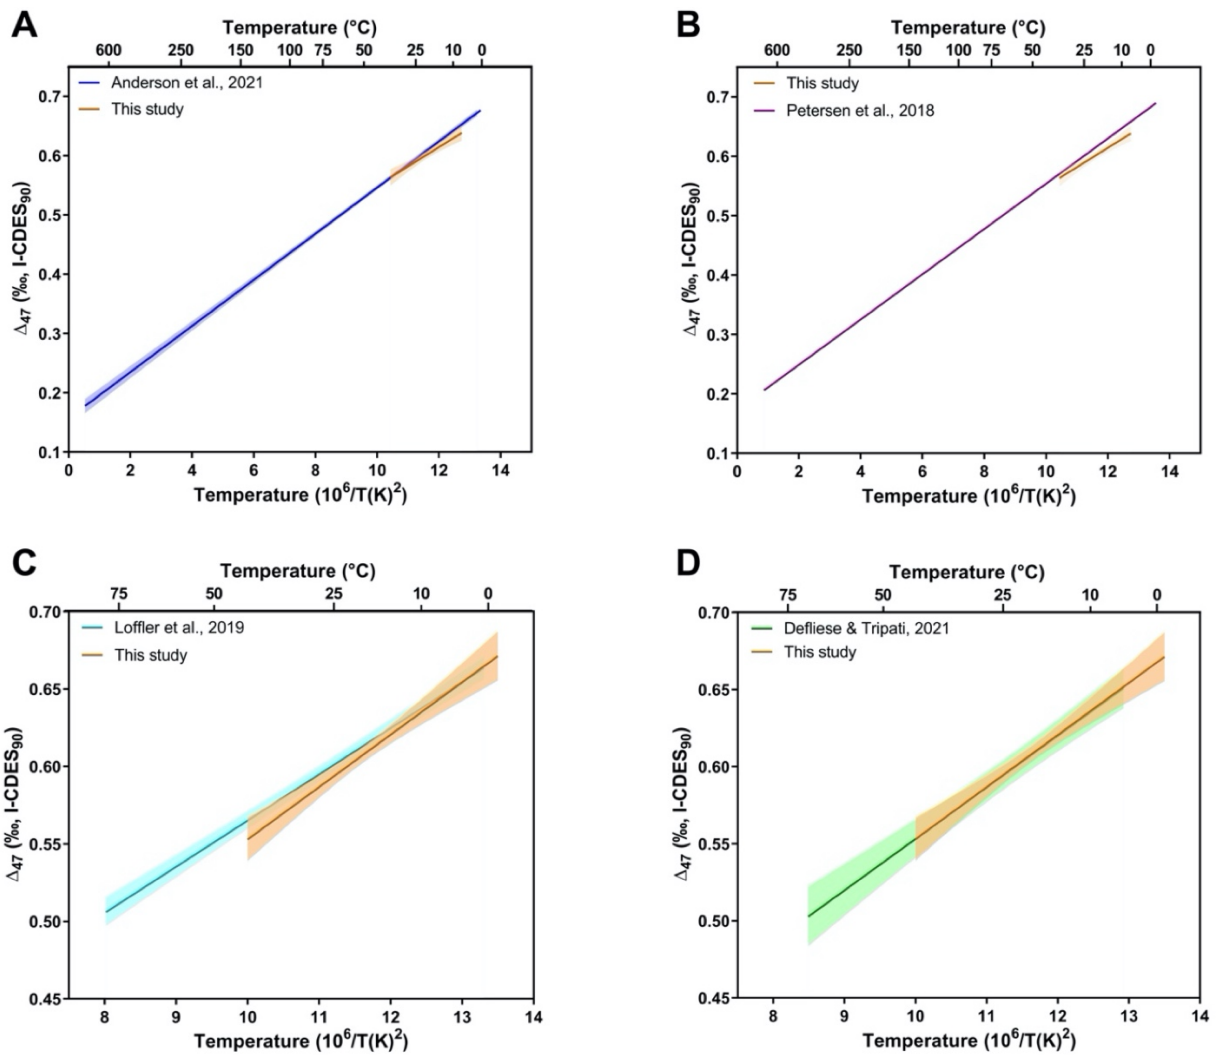 A
Temperature (°C)
600 250 150 100 75 50 25 10 0
Anderson et al., 2021
This study
0.7
0.6
0.5
0.4
0.3
0.2
0.1
Δ47 (‰, I-CDES90)
0 2 4 6 8 10 12 14
Temperature (10^6/T(K)^2)
B
Temperature (°C)
600 250 150 100 75 50 25 10 0
This study
Petersen et al., 2018
0.7
0.6
0.5
0.4
0.3
0.2
0.1
Δ47 (‰, I-CDES90)
0 2 4 6 8 10 12 14
Temperature (10^6/T(K)^2)
C
Temperature (°C)
75 50 25 10 0
Loffler et al., 2019
This study
0.70
0.65
0.60
0.55
0.50
0.45
Δ47 (‰, I-CDES90)
8 9 10 11 12 13 14
Temperature (10^6/T(K)^2)
D
Temperature (°C)
75 50 25 10 0
Defliese & Tripati, 2021
This study
0.70
0.65
0.60
0.55
0.50
0.45
Δ47 (‰, I-CDES90)
8 9 10 11 12 13 14
Temperature (10^6/T(K)^2)